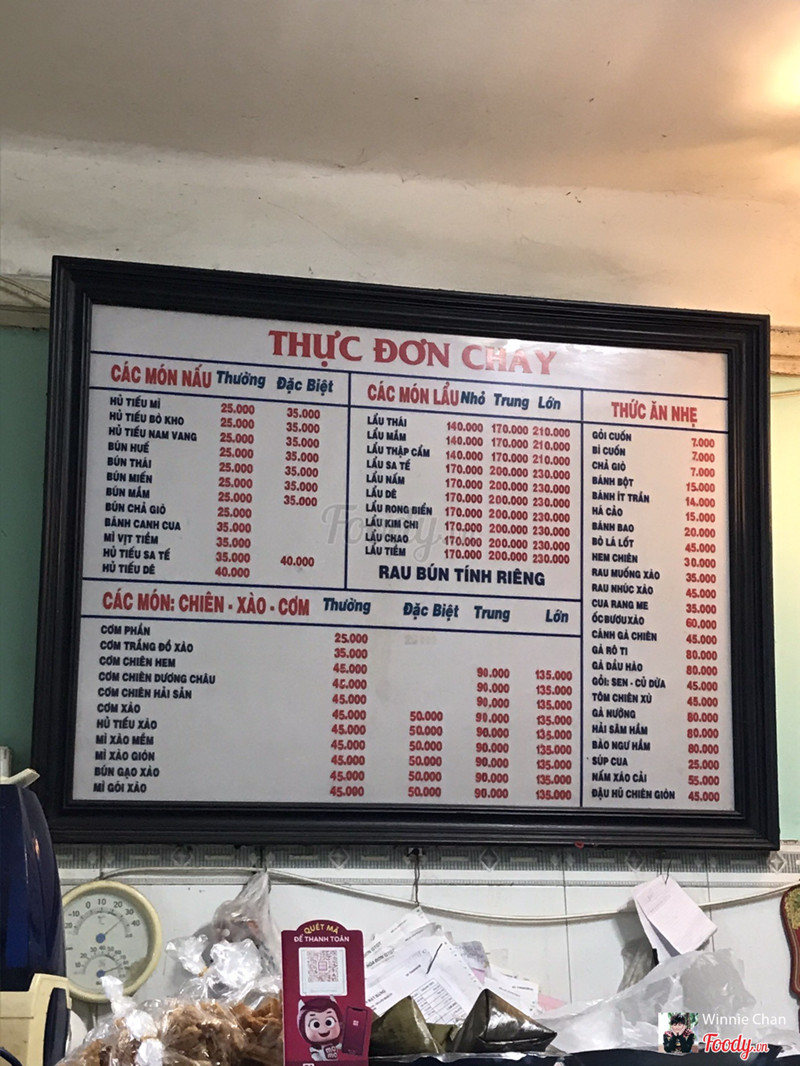 THỰC ĐƠN CHAY
CÁC MÓN NẤU Thường Đặc Biệt
HỦ TIẾU MÌ 25.000 35.000
HỦ TIẾU BÒ KHO 25.000 35.000
HỦ TIẾU NAM VANG 25.000 35.000
BÚN HUẾ 25.000 35.000
BÚN THÁI 25.000 35.000
BÚN MIẾN 25.000 35.000
BÚN MẮM 25.000 35.000
BÚN CHẢ GIÒ 25.000
BÁNH CANH CUA 35.000
MÌ VỊT TIỀM 35.000
HỦ TIẾU SA TẾ 35.000 40.000
HỦ TIẾU DÊ 40.000
CÁC MÓN LẨU Nhỏ Trung Lớn
LẨU THÁI 140.000 170.000 210.000
LẨU MẮM 140.000 170.000 210.000
LẨU THẬP CẨM 140.000 170.000 210.000
LẨU SA TẾ 170.000 200.000 230.000
LẨU NẤM 170.000 200.000 230.000
LẨU DÊ 170.000 200.000 230.000
LẨU RONG BIỂN 170.000 200.000 230.000
LẨU KIM CHI 170.000 200.000 230.000
LẨU CHAO 170.000 200.000 230.000
LẨU TIỀM 170.000 200.000 230.000
RAU BÚN TÍNH RIÊNG
CÁC MÓN: CHIÊN - XÀO - CƠM Thường Đặc Biệt Trung Lớn
CƠM PHẦN 25.000
CƠM TRẮNG ĐỒ XÀO 35.000
CƠM CHIÊN HEM 45.000 90.000 135.000
CƠM CHIÊN DƯƠNG CHÂU 45.000 90.000 135.000
CƠM CHIÊN HẢI SẢN 45.000 90.000 135.000
CƠM XÀO 45.000 50.000 90.000 135.000
HỦ TIẾU XÀO 45.000 50.000 90.000 135.000
MÌ XÀO MỀM 45.000 50.000 90.000 135.000
MÌ XÀO GIÒN 45.000 50.000 90.000 135.000
BÚN GẠO XÀO 45.000 50.000 90.000 135.000
MÌ GÓI XÀO 45.000 50.000 90.000 135.000
THỨC ĂN NHẸ
GỎI CUỐN 7.000
BÌ CUỐN 7.000
CHẢ GIÒ 7.000
BÁNH BỘT 15.000
BÁNH ÍT TRẦN 14.000
HÁ CẢO 15.000
BÁNH BAO 20.000
BÒ LÁ LỐT 45.000
HEM CHIÊN 30.000
RAU MUỐNG XÀO 35.000
RAU NHÚC XÀO 45.000
CUA RANG ME 35.000
ỐC BƯƠU XÀO 60.000
CÁNH GÀ CHIÊN 45.000
GÀ RÔ TI 80.000
GÀ DẦU HÀO 80.000
GỎI: SEN - CỦ DỪA 45.000
TÔM CHIÊN XÙ 45.000
GÀ NƯỚNG 80.000
HẢI SÂM HẦM 80.000
BÀO NGƯ HẦM 80.000
SÚP CUA 25.000
NẤM XÀO CẢI 55.000
ĐẬU HỦ CHIÊN GIÒN 45.000
QUÉT MÃ
ĐỂ THANH TOÁN
Winnie Chan
Foody.vn